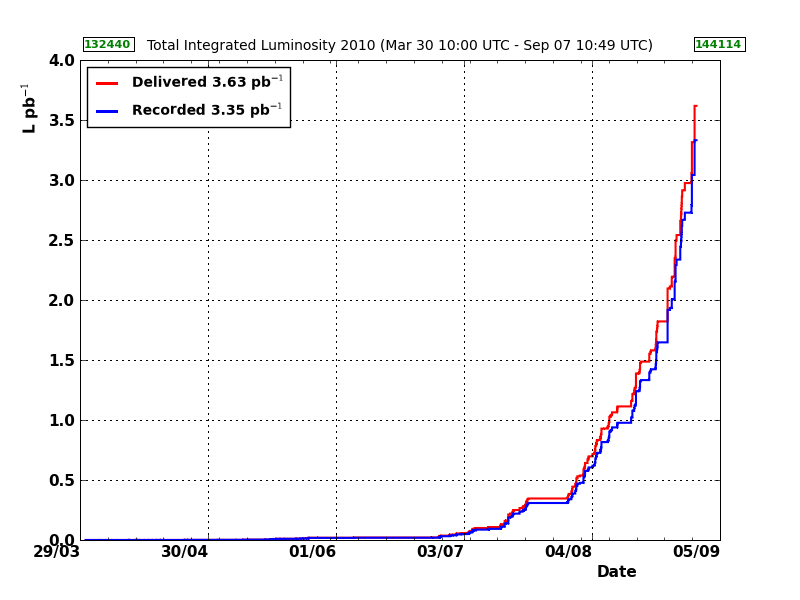 132440 Total Integrated Luminosity 2010 (Mar 30 10:00 UTC - Sep 07 10:49 UTC) 144114
Delivered 3.63 pb⁻¹
Recorded 3.35 pb⁻¹
L pb⁻¹
4.0
3.5
3.0
2.5
2.0
1.5
1.0
0.5
0.0
29/03 30/04 01/06 03/07 04/08 05/09
Date